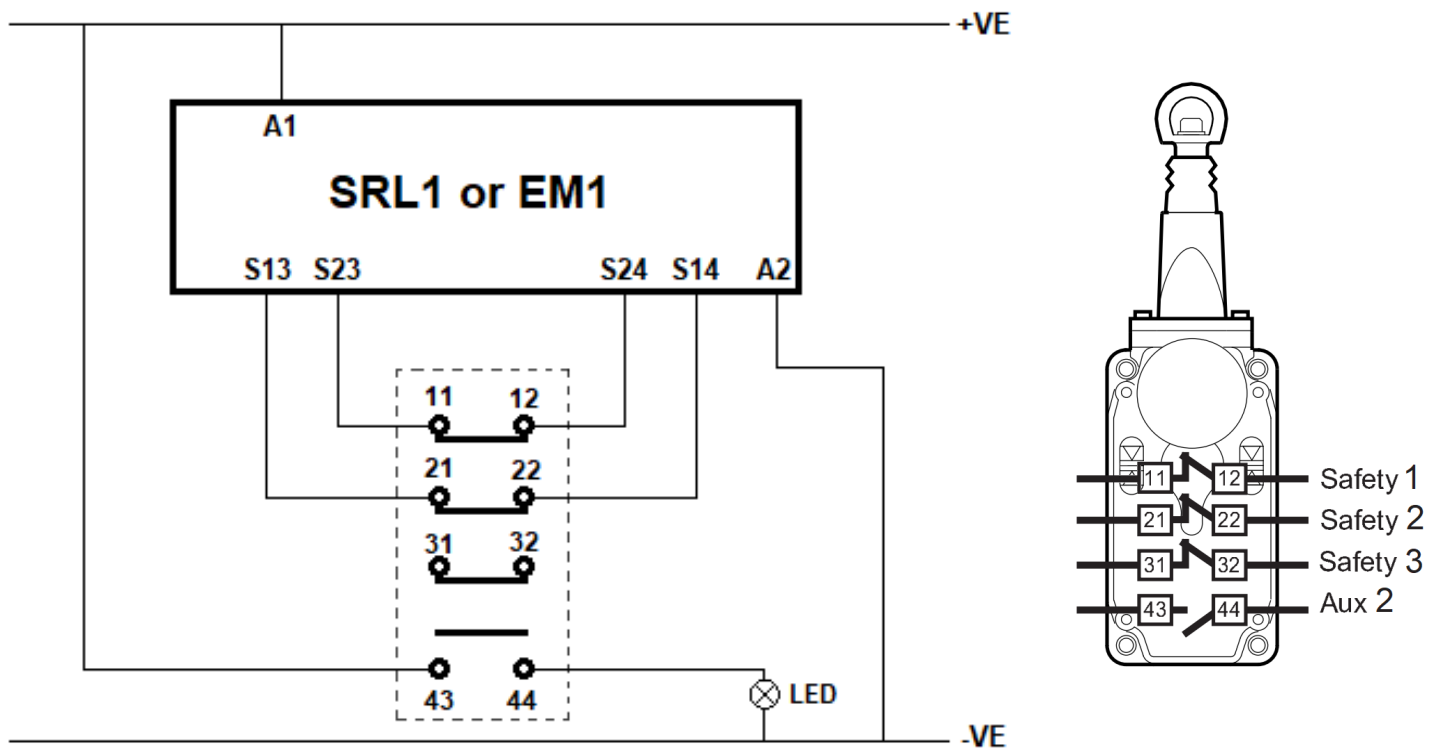 +VE
A1
SRL1 or EM1
S13 S23 S24 S14 A2
11 12
21 22
31 32
43 44
LED
-VE
11 12 Safety 1
21 22 Safety 2
31 32 Safety 3
43 44 Aux 2